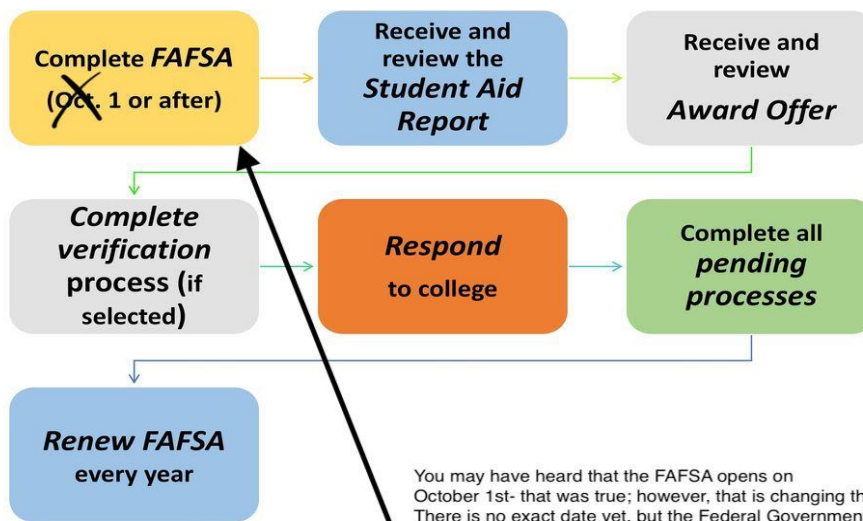 Complete FAFSA
(Oct. 1 or after)
Receive and
review the
Student Aid
Report
Receive and
review
Award Offer
Complete
verification
process (if
selected)
Respond
to college
Complete all
pending
processes
Renew FAFSA
every year
You may have heard that the FAFSA opens on
October 1st- that was true; however, that is changing th
There is no exact date yet, but the Federal Governmen